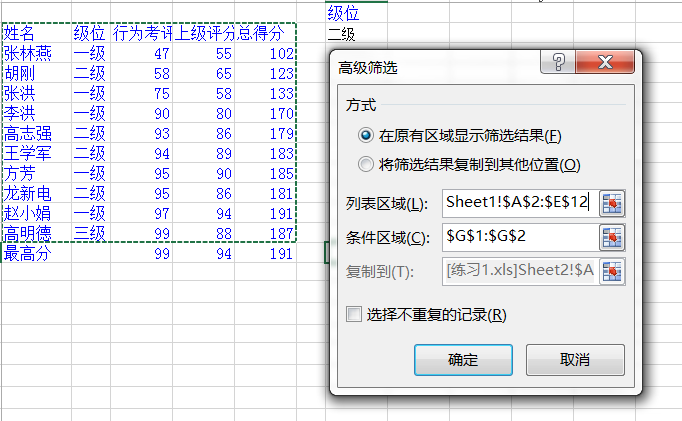 级位
姓名 级位 行为考评 上级评分 总得分
二级
张林燕 一级 47 55 102
胡刚 二级 58 65 123
张洪 一级 75 58 133
李洪 一级 90 80 170
高志强 二级 93 86 179
王学军 二级 94 89 183
方芳 一级 95 90 185
龙新电 二级 95 86 181
赵小娟 一级 97 94 191
高明德 三级 99 88 187
最高分 99 94 191
高级筛选
方式
在原有区域显示筛选结果(F)
将筛选结果复制到其他位置(O)
列表区域(L): Sheet1!$A$2:$E$12
条件区域(C): $G$1:$G$2
复制到(T): [练习1.xls]Sheet2!$A
选择不重复的记录(R)
确定 取消